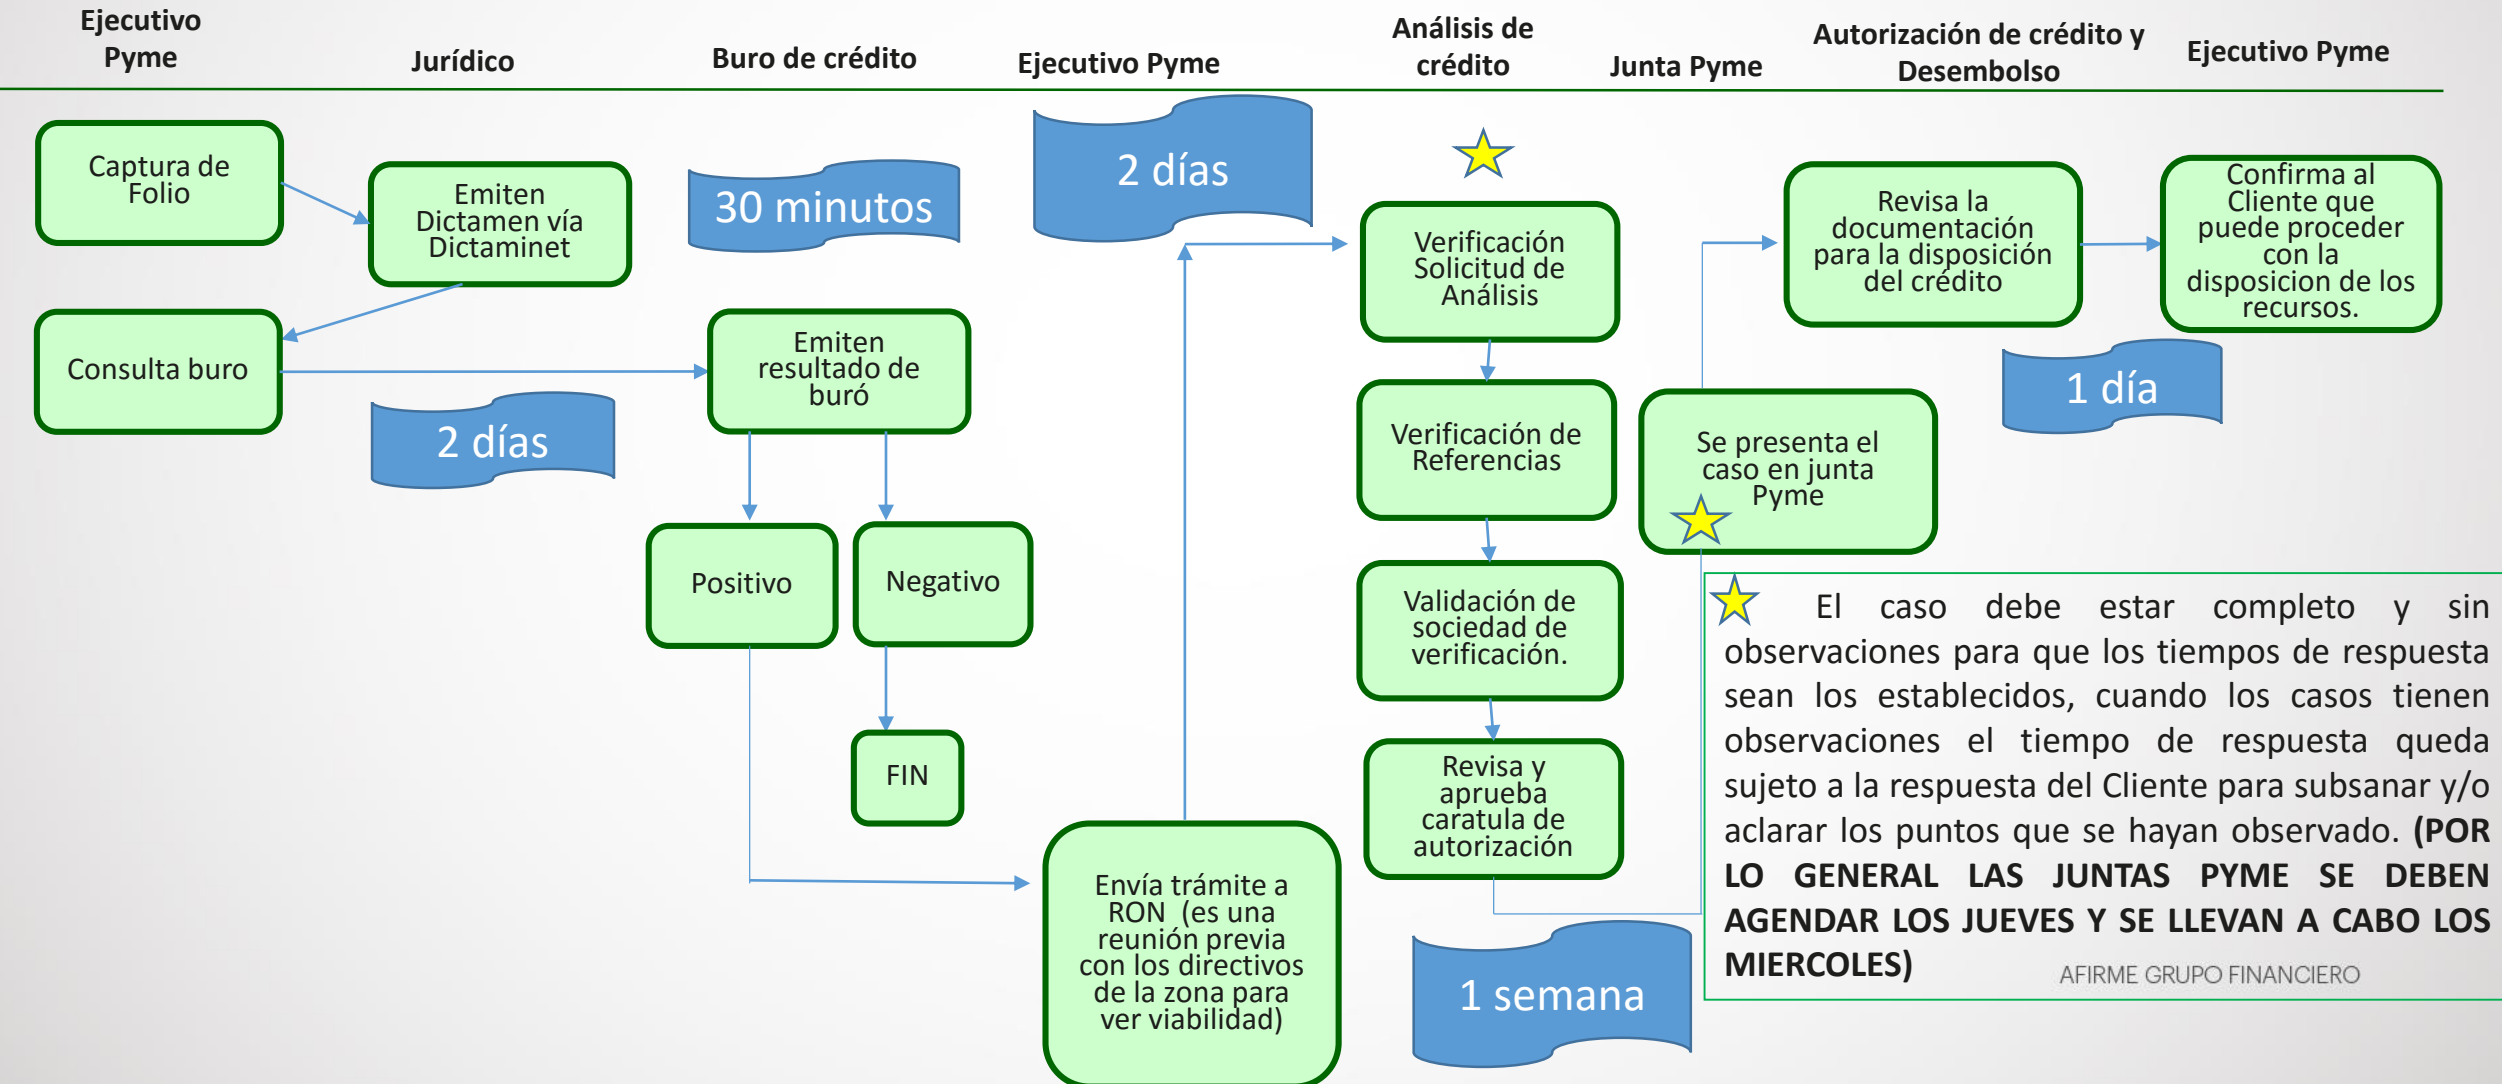 Ejecutivo
Pyme
Jurídico
Buro de crédito
Ejecutivo Pyme
Análisis de
crédito
Junta Pyme
Autorización de crédito y
Desembolso
Ejecutivo Pyme
Captura de
Folio
Emiten
Dictamen vía
Dictaminet
30 minutos
2 días
Consulta buro
2 días
Emiten
resultado de
buró
Positivo
Negativo
FIN
Envía trámite a
RON (es una
reunión previa
con los directivos
de la zona para
ver viabilidad)
Verificación
Solicitud de
Análisis
Verificación de
Referencias
Validación de
sociedad de
verificación.
Revisa y
aprueba
caratula de
autorización
1 semana
Se presenta el
caso en junta
Pyme
Revisa la
documentación
para la disposición
del crédito
Confirma al
Cliente que
puede proceder
con la
disposicion de los
recursos.
1 día
El caso debe estar completo y sin
observaciones para que los tiempos de respuesta
sean los establecidos, cuando los casos tienen
observaciones el tiempo de respuesta queda
sujeto a la respuesta del Cliente para subsanar y/o
aclarar los puntos que se hayan observado. (POR
LO GENERAL LAS JUNTAS PYME SE DEBEN
AGENDAR LOS JUEVES Y SE LLEVAN A CABO LOS
MIERCOLES)
AFIRME GRUPO FINANCIERO